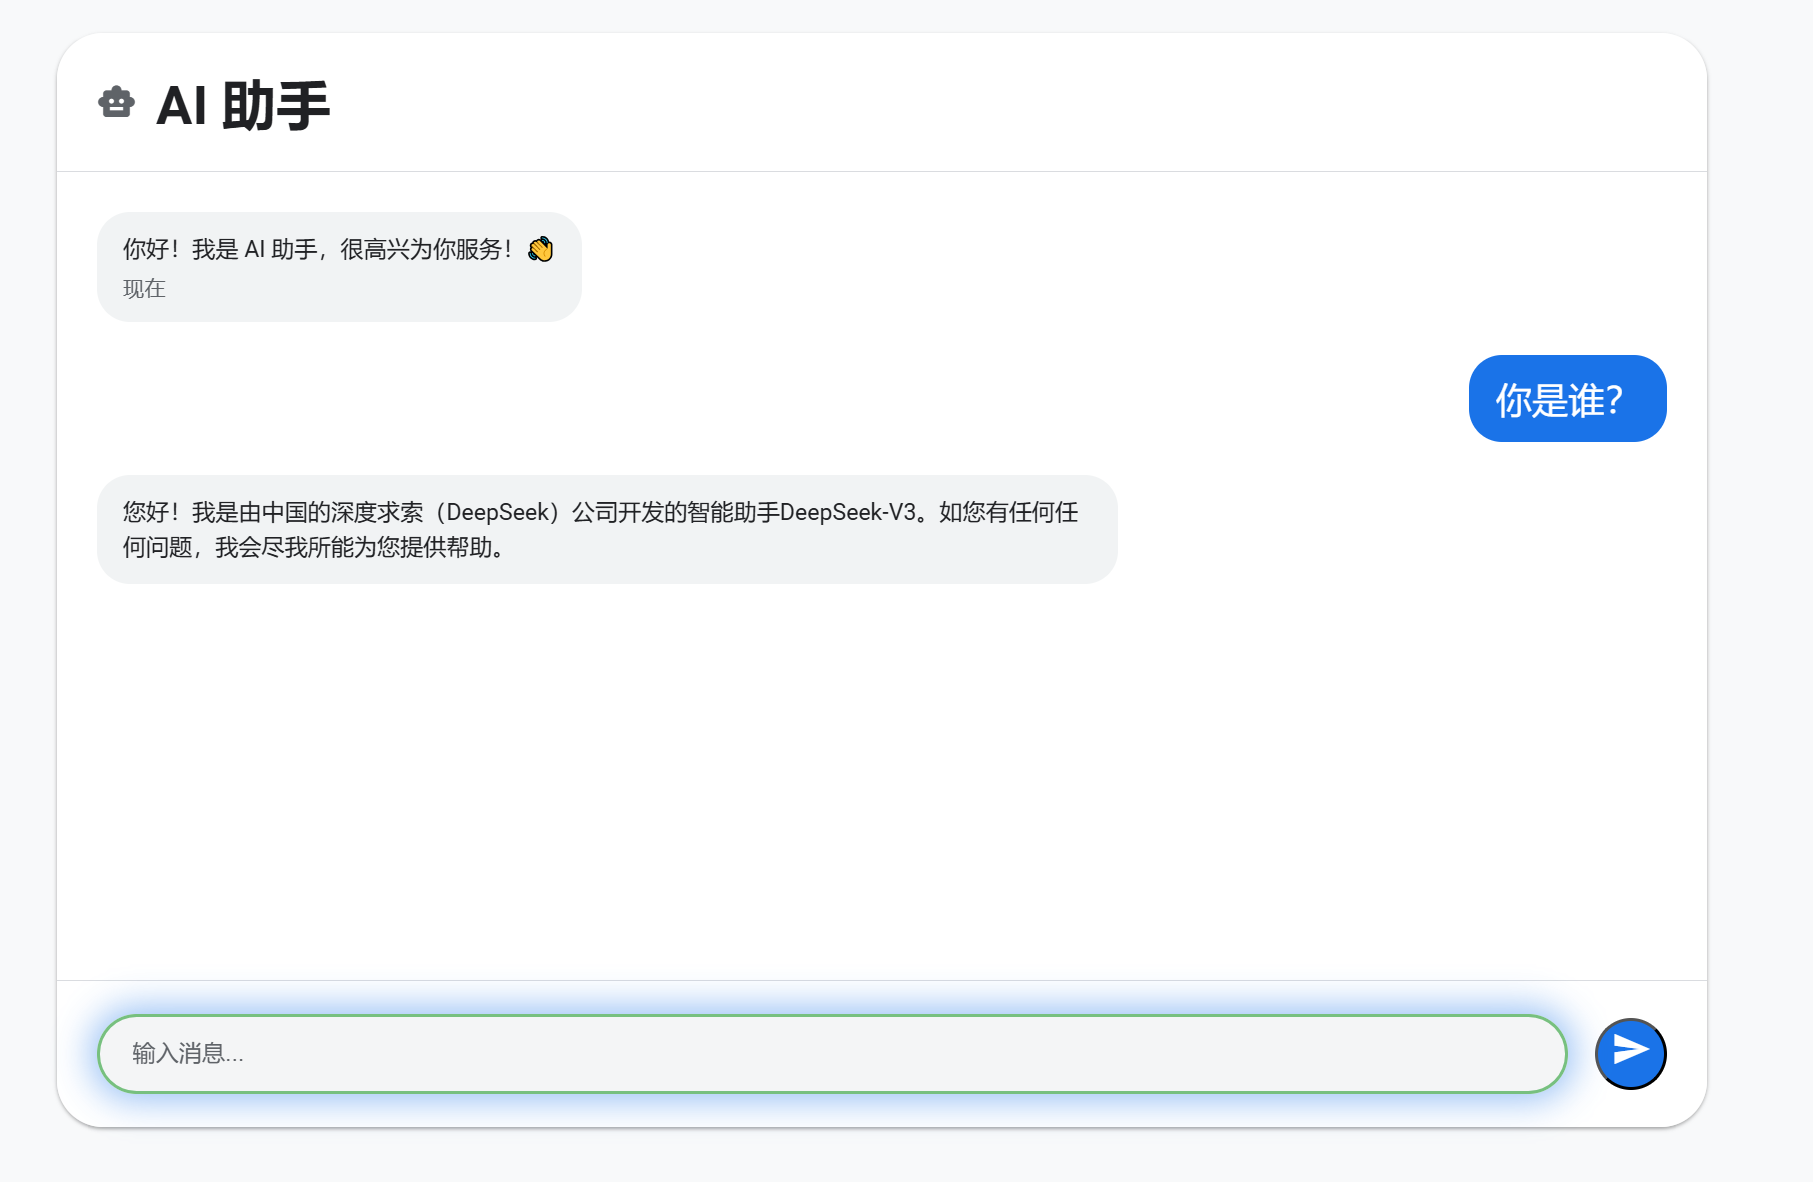 AI 助手
你好！我是 AI 助手，很高兴为你服务！👋
现在
你是谁？
您好！我是由中国的深度求索（DeepSeek）公司开发的智能助手DeepSeek-V3。如您有任何任
何问题，我会尽我所能为您提供帮助。
输入消息...